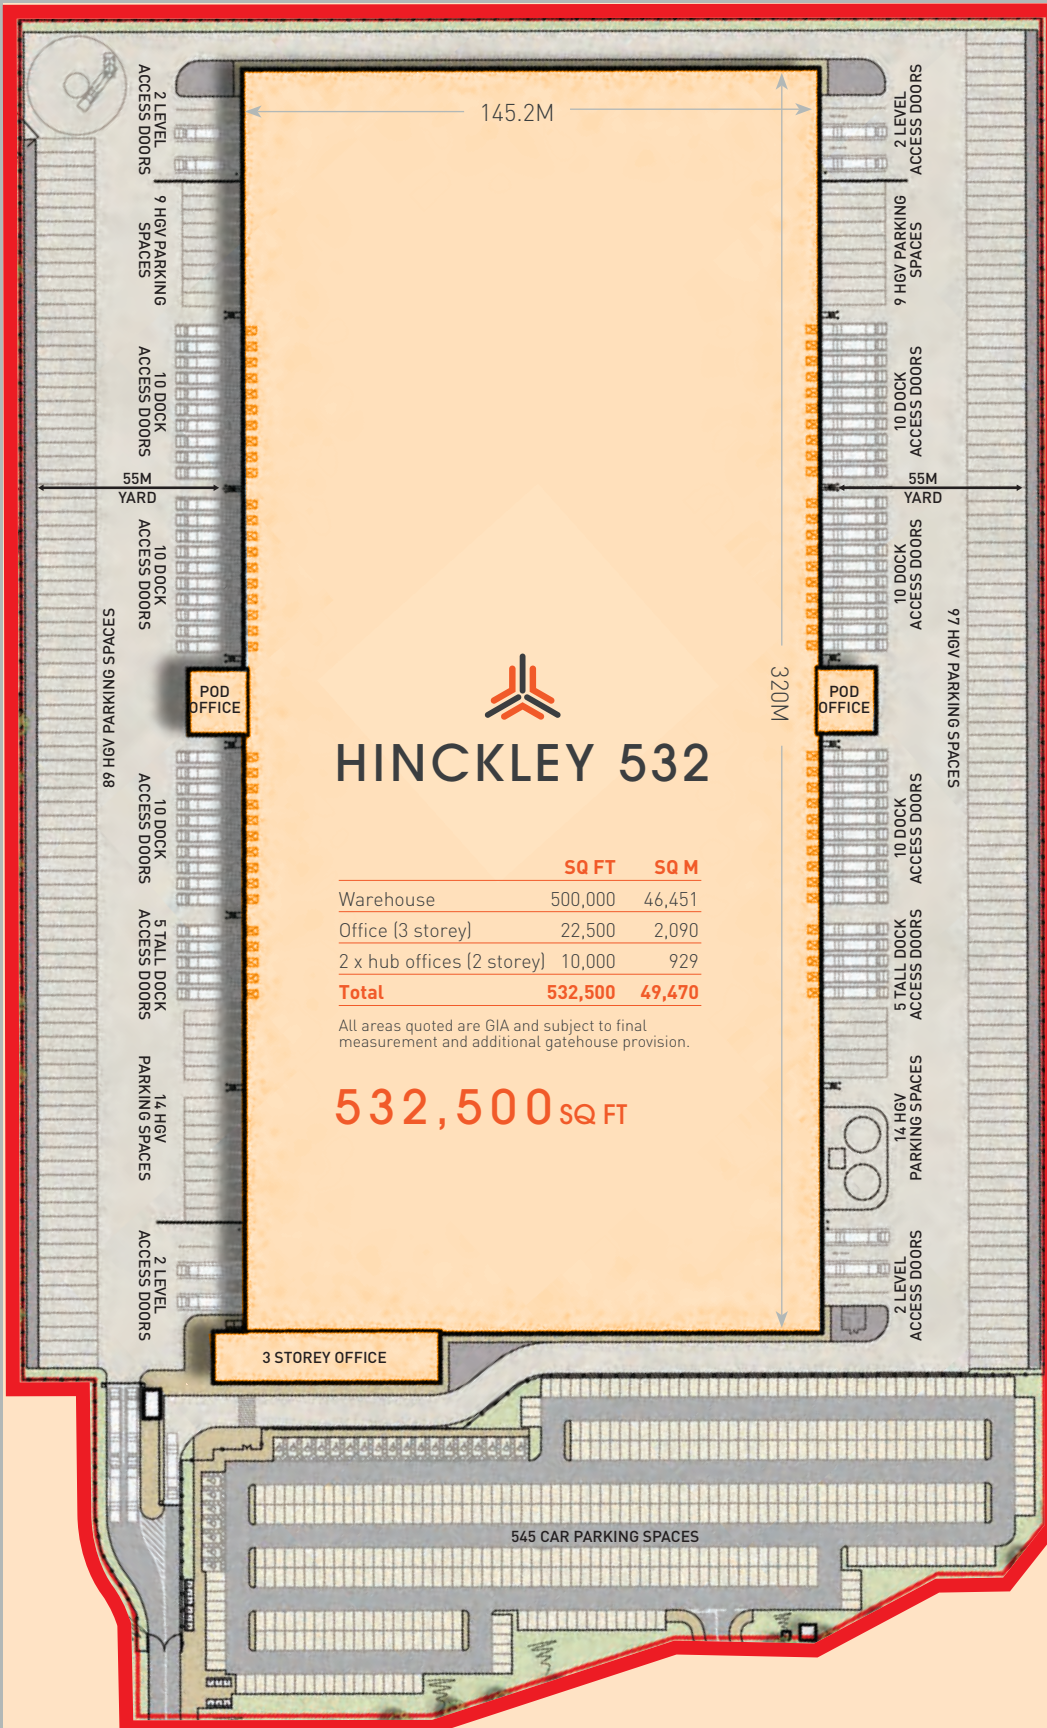 145.2M
2 LEVEL
ACCESS DOORS
2 LEVEL
ACCESS DOORS
9 HGV PARKING
SPACES
9 HGV PARKING
SPACES
10 DOCK
ACCESS DOORS
10 DOCK
ACCESS DOORS
55M
YARD
55M
YARD
10 DOCK
ACCESS DOORS
10 DOCK
ACCESS DOORS
89 HGV PARKING SPACES
97 HGV PARKING SPACES
POD
OFFICE
320M
POD
OFFICE
HINCKLEY 532
10 DOCK
ACCESS DOORS
10 DOCK
ACCESS DOORS
SQ FT SQ M
Warehouse 500,000 46,451
Office (3 storey) 22,500 2,090
2 x hub offices (2 storey) 10,000 929
Total 532,500 49,470
All areas quoted are GIA and subject to final
measurement and additional gatehouse provision.
532,500 SQ FT
5 TALL DOCK
ACCESS DOORS
5 TALL DOCK
ACCESS DOORS
14 HGV
PARKING SPACES
14 HGV
PARKING SPACES
2 LEVEL
ACCESS DOORS
2 LEVEL
ACCESS DOORS
3 STOREY OFFICE
545 CAR PARKING SPACES